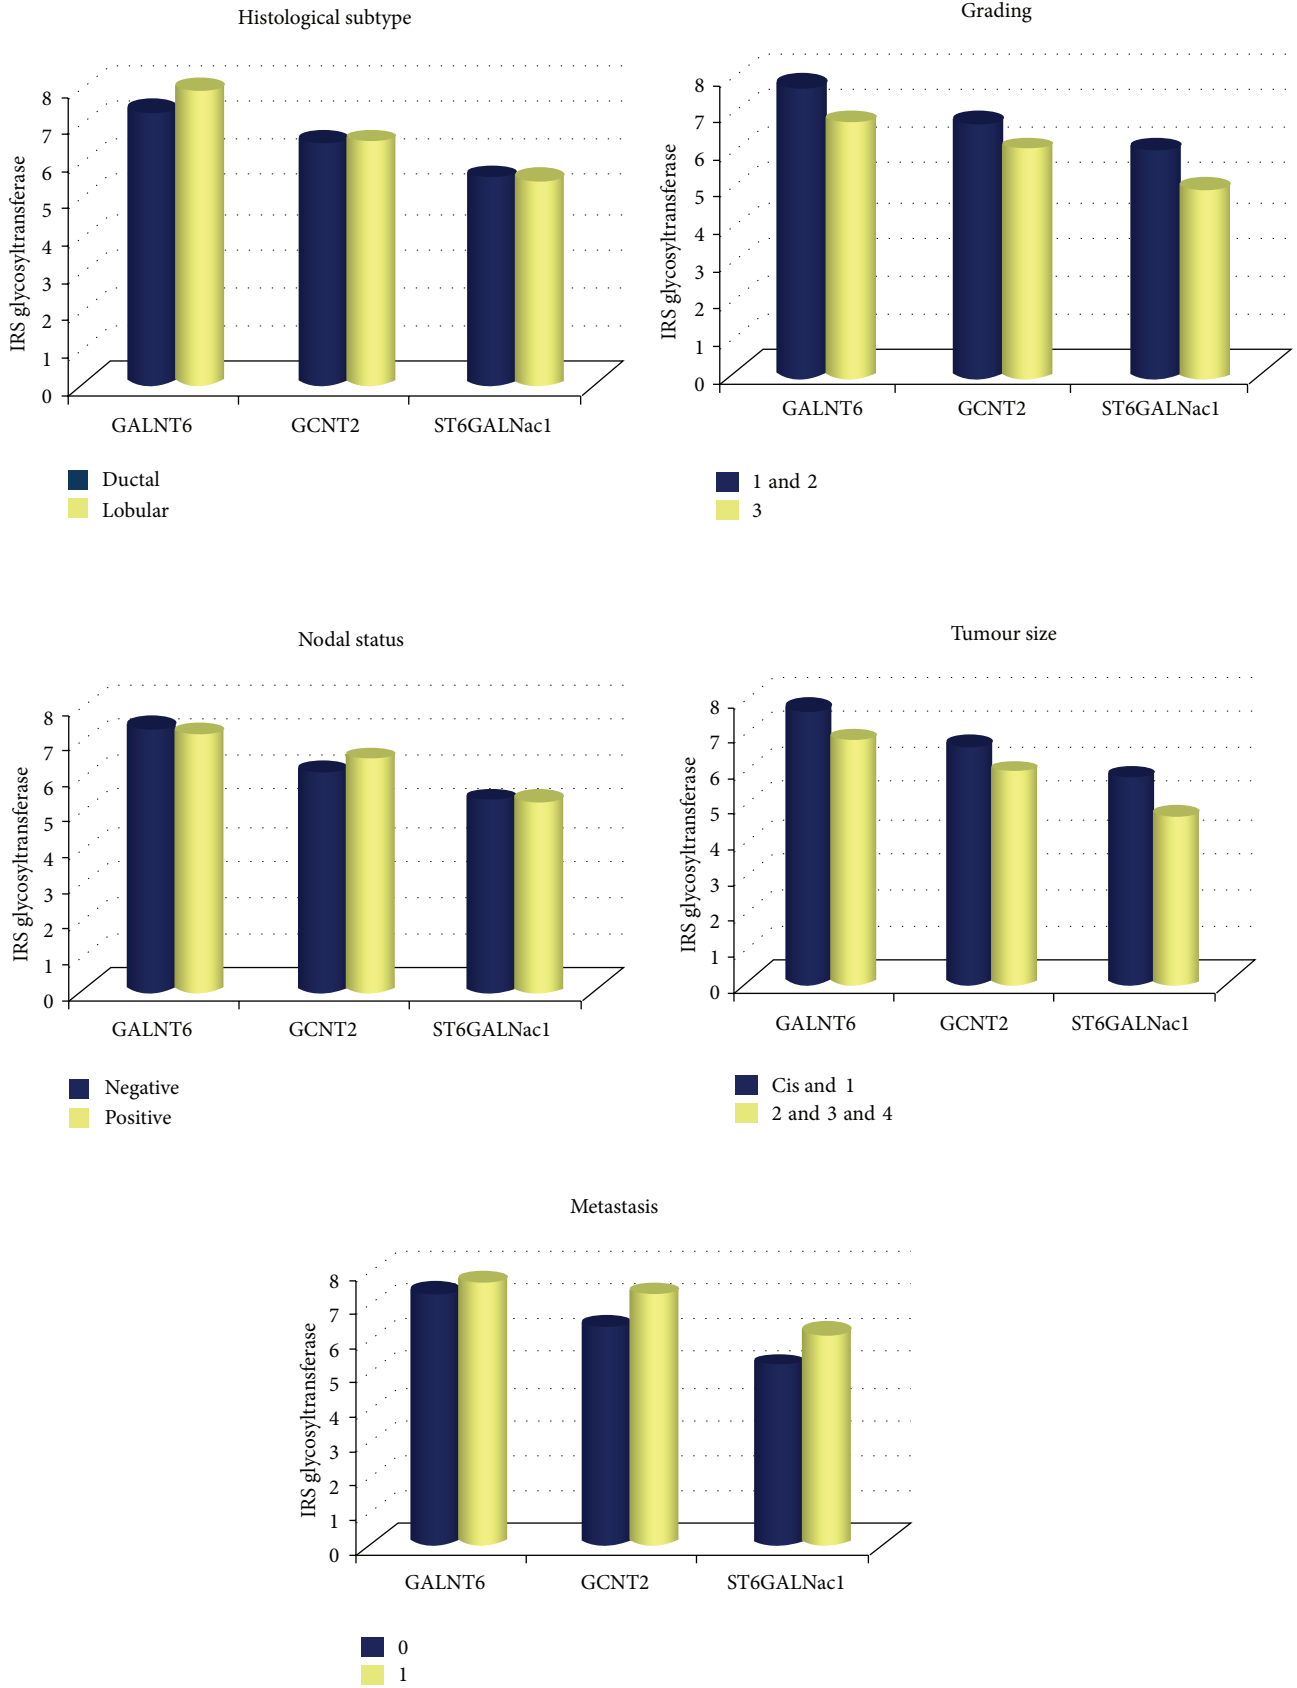 Histological subtype
IRS glycosyltransferase
8
7
6
5
4
3
2
1
0
GALNT6 GCNT2 ST6GALNac1
Ductal
Lobular
Grading
IRS glycosyltransferase
8
7
6
5
4
3
2
1
0
GALNT6 GCNT2 ST6GALNac1
1 and 2
3
Nodal status
IRS glycosyltransferase
8
7
6
5
4
3
2
1
0
GALNT6 GCNT2 ST6GALNac1
Negative
Positive
Tumour size
IRS glycosyltransferase
8
7
6
5
4
3
2
1
0
GALNT6 GCNT2 ST6GALNac1
Cis and 1
2 and 3 and 4
Metastasis
IRS glycosyltransferase
8
7
6
5
4
3
2
1
0
GALNT6 GCNT2 ST6GALNac1
0
1